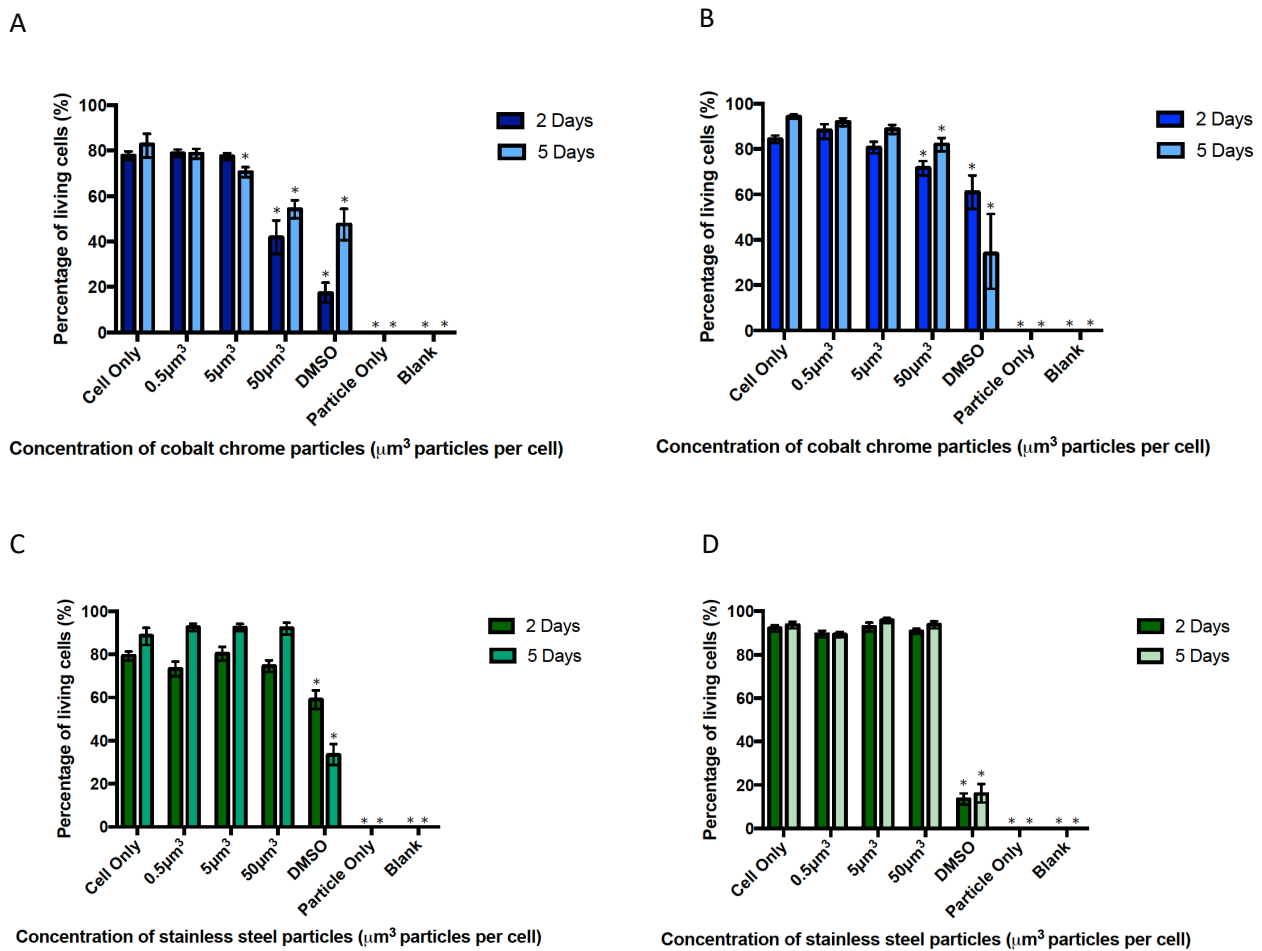 A
Percentage of living cells (%)
100
80
60
40
20
0
* * * * * * * * *
2 Days
5 Days
Cell Only
0.5µm³
5µm³
50µm³
DMSO
Particle Only
Blank
Concentration of cobalt chrome particles (µm³ particles per cell)
B
Percentage of living cells (%)
100
80
60
40
20
0
* * * * * * * *
2 Days
5 Days
Cell Only
0.5µm³
5µm³
50µm³
DMSO
Particle Only
Blank
Concentration of cobalt chrome particles (µm³ particles per cell)
C
Percentage of living cells (%)
100
80
60
40
20
0
* * * * * *
2 Days
5 Days
Cell Only
0.5µm³
5µm³
50µm³
DMSO
Particle Only
Blank
Concentration of stainless steel particles (µm³ particles per cell)
D
Percentage of living cells (%)
100
80
60
40
20
0
* * * * * *
2 Days
5 Days
Cell Only
0.5µm³
5µm³
50µm³
DMSO
Particle Only
Blank
Concentration of stainless steel particles (µm³ particles per cell)